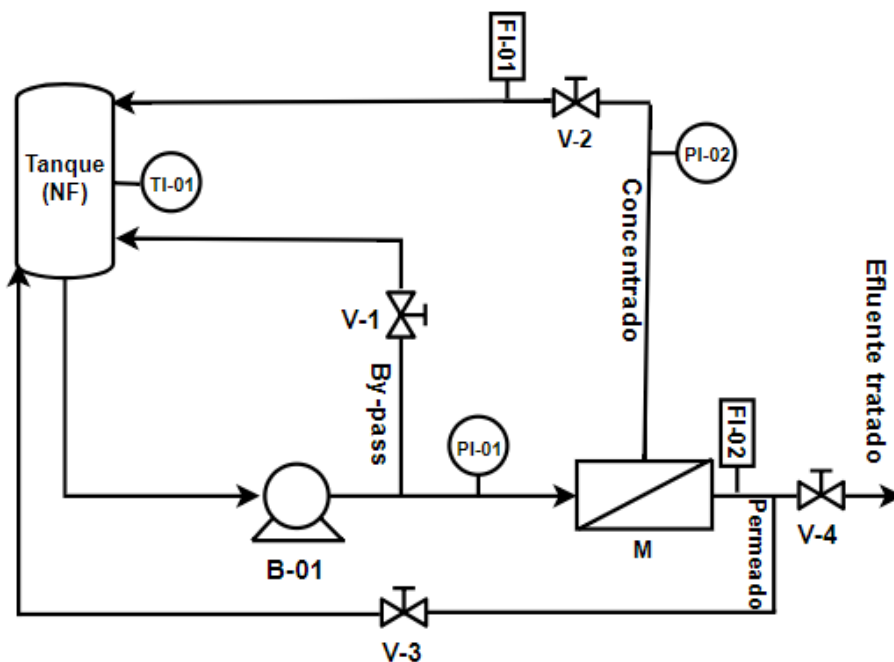 FI-01
V-2
PI-02
Tanque
(NF)
TI-01
Concentrado
V-1
By-pass
Efluente tratado
PI-01
FI-02
B-01
M
Permeado
V-4
V-3